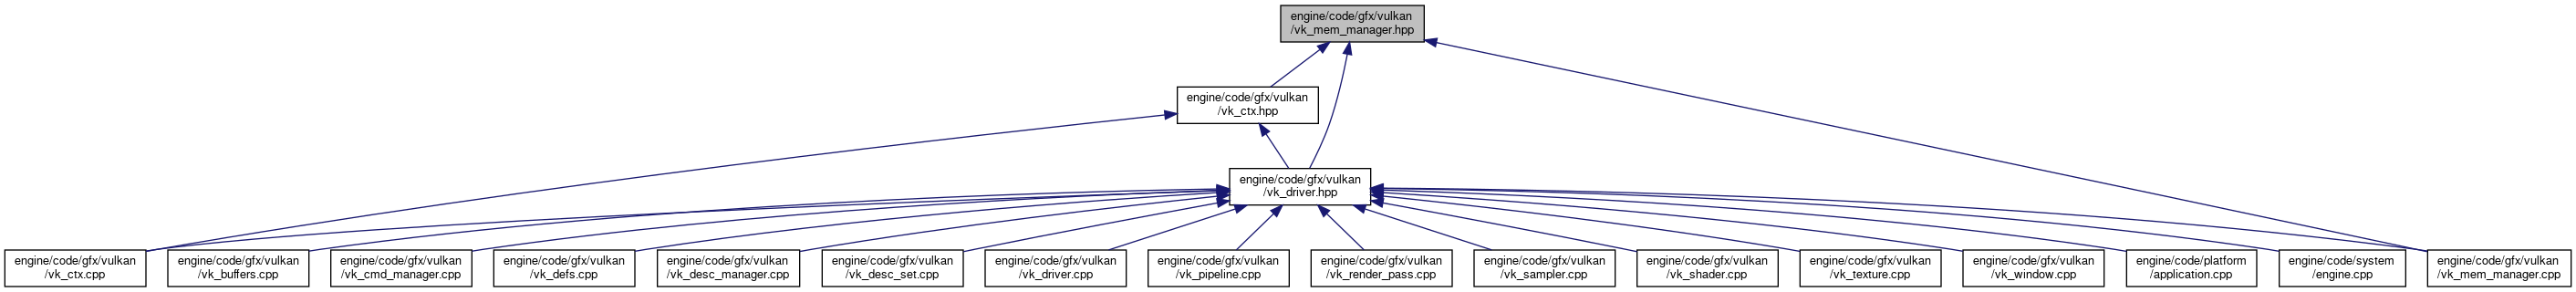 engine/code/gfx/vulkan
/vk_mem_manager.hpp
engine/code/gfx/vulkan
/vk_ctx.hpp
engine/code/gfx/vulkan
/vk_driver.hpp
engine/code/gfx/vulkan
/vk_ctx.cpp
engine/code/gfx/vulkan
/vk_buffers.cpp
engine/code/gfx/vulkan
/vk_cmd_manager.cpp
engine/code/gfx/vulkan
/vk_defs.cpp
engine/code/gfx/vulkan
/vk_desc_manager.cpp
engine/code/gfx/vulkan
/vk_desc_set.cpp
engine/code/gfx/vulkan
/vk_driver.cpp
engine/code/gfx/vulkan
/vk_pipeline.cpp
engine/code/gfx/vulkan
/vk_render_pass.cpp
engine/code/gfx/vulkan
/vk_sampler.cpp
engine/code/gfx/vulkan
/vk_shader.cpp
engine/code/gfx/vulkan
/vk_texture.cpp
engine/code/gfx/vulkan
/vk_window.cpp
engine/code/platform
/application.cpp
engine/code/system
/engine.cpp
engine/code/gfx/vulkan
/vk_mem_manager.cpp